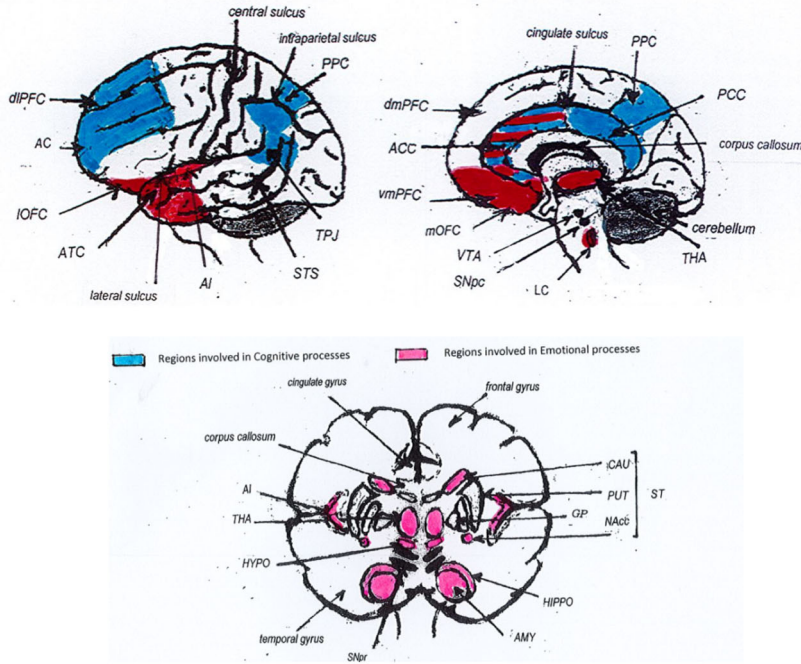 central sulcus
intraparietal sulcus
PPC
dlPFC
AC
lOFC
ATC
lateral sulcus
AI
STS
TPJ
cingulate sulcus
PPC
dmPFC
PCC
ACC
corpus callosum
vmPFC
mOFC
cerebellum
VTA
THA
SNpc
LC
Regions involved in Cognitive processes
Regions involved in Emotional processes
cingulate gyrus
frontal gyrus
corpus callosum
CAU
AI
PUT
ST
THA
GP
NAcc
HYPO
HIPPO
temporal gyrus
AMY
SNpr